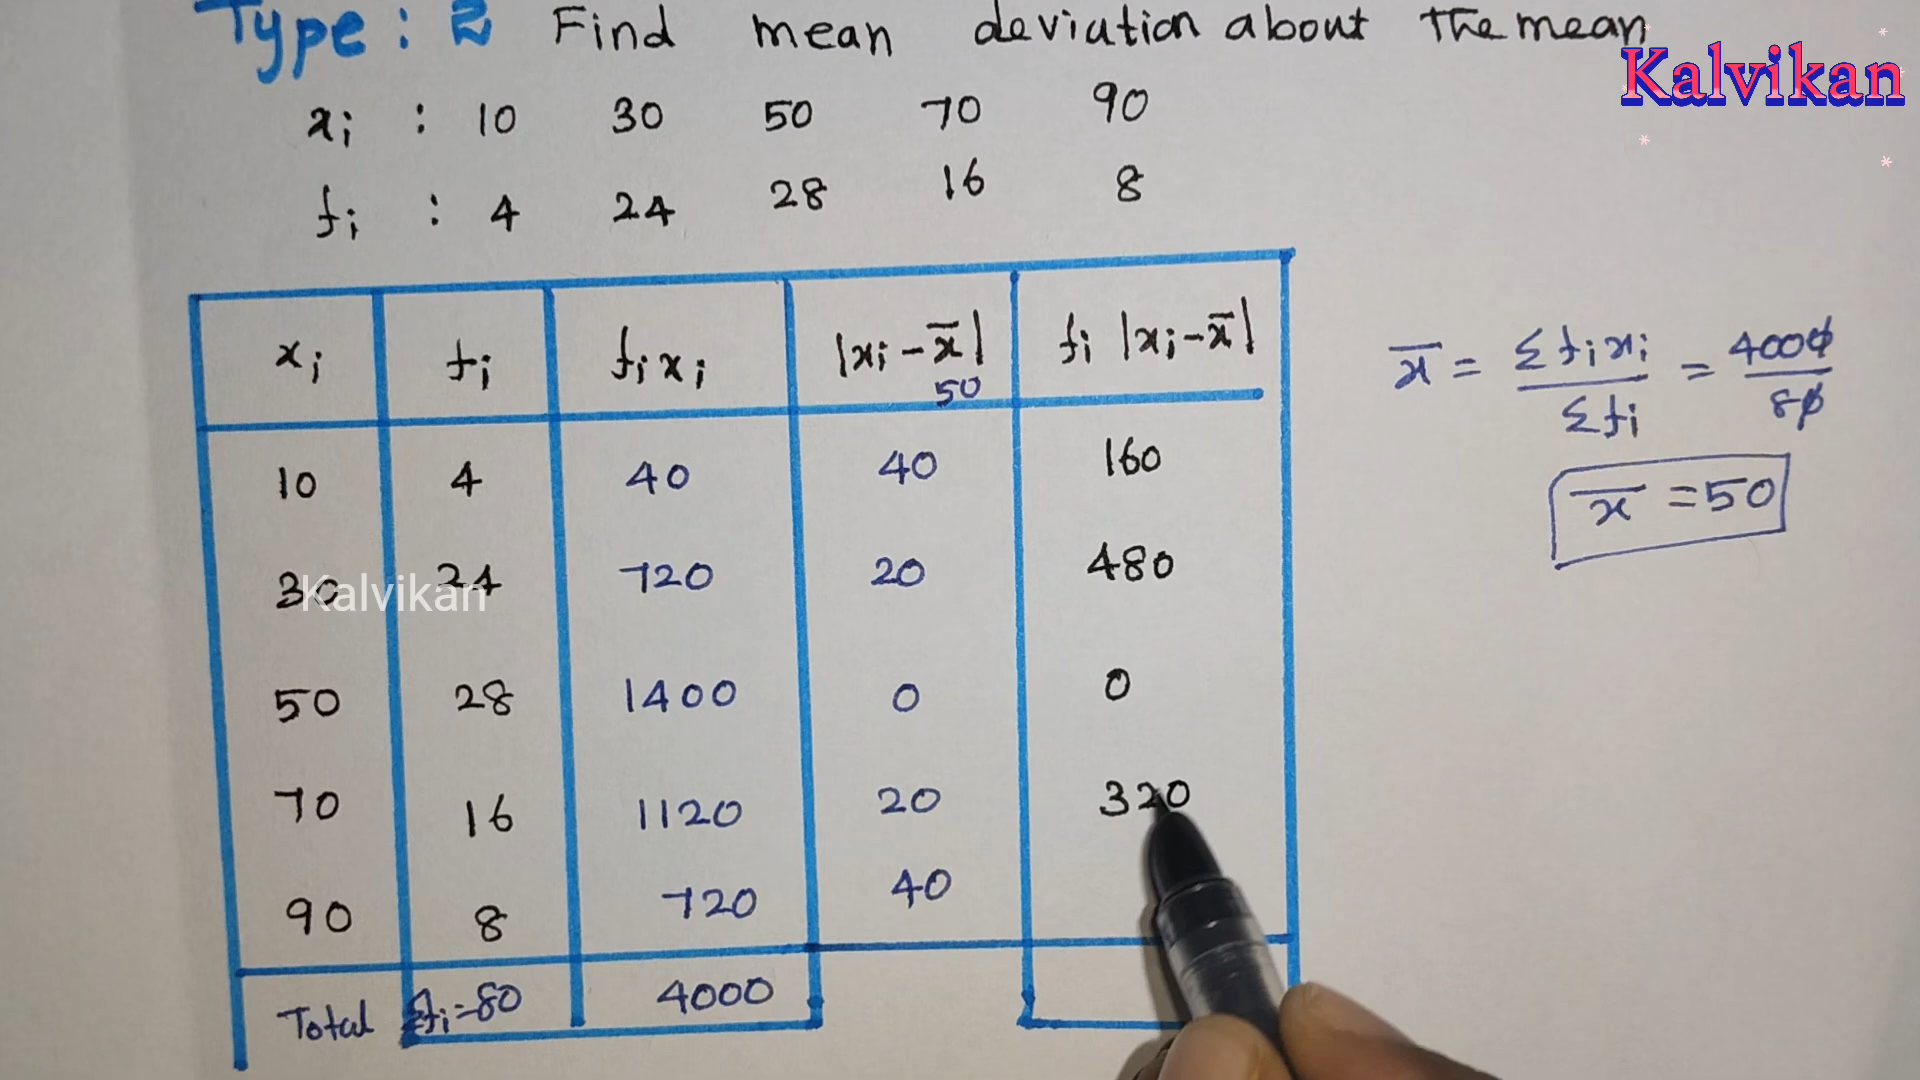 Type : 2 Find mean deviation about the mean
Kalvikan
xi : 10 30 50 70 90
fi : 4 24 28 16 8
xi fi fixi |xi - x̄| fi |xi - x̄|
50
10 4 40 40 160
30 24 720 20 480
Kalvikan
50 28 1400 0 0
70 16 1120 20 320
90 8 720 40
Total Σfi = 80 4000
x̄ = Σfixi / Σfi = 4000 / 80
x̄ = 50